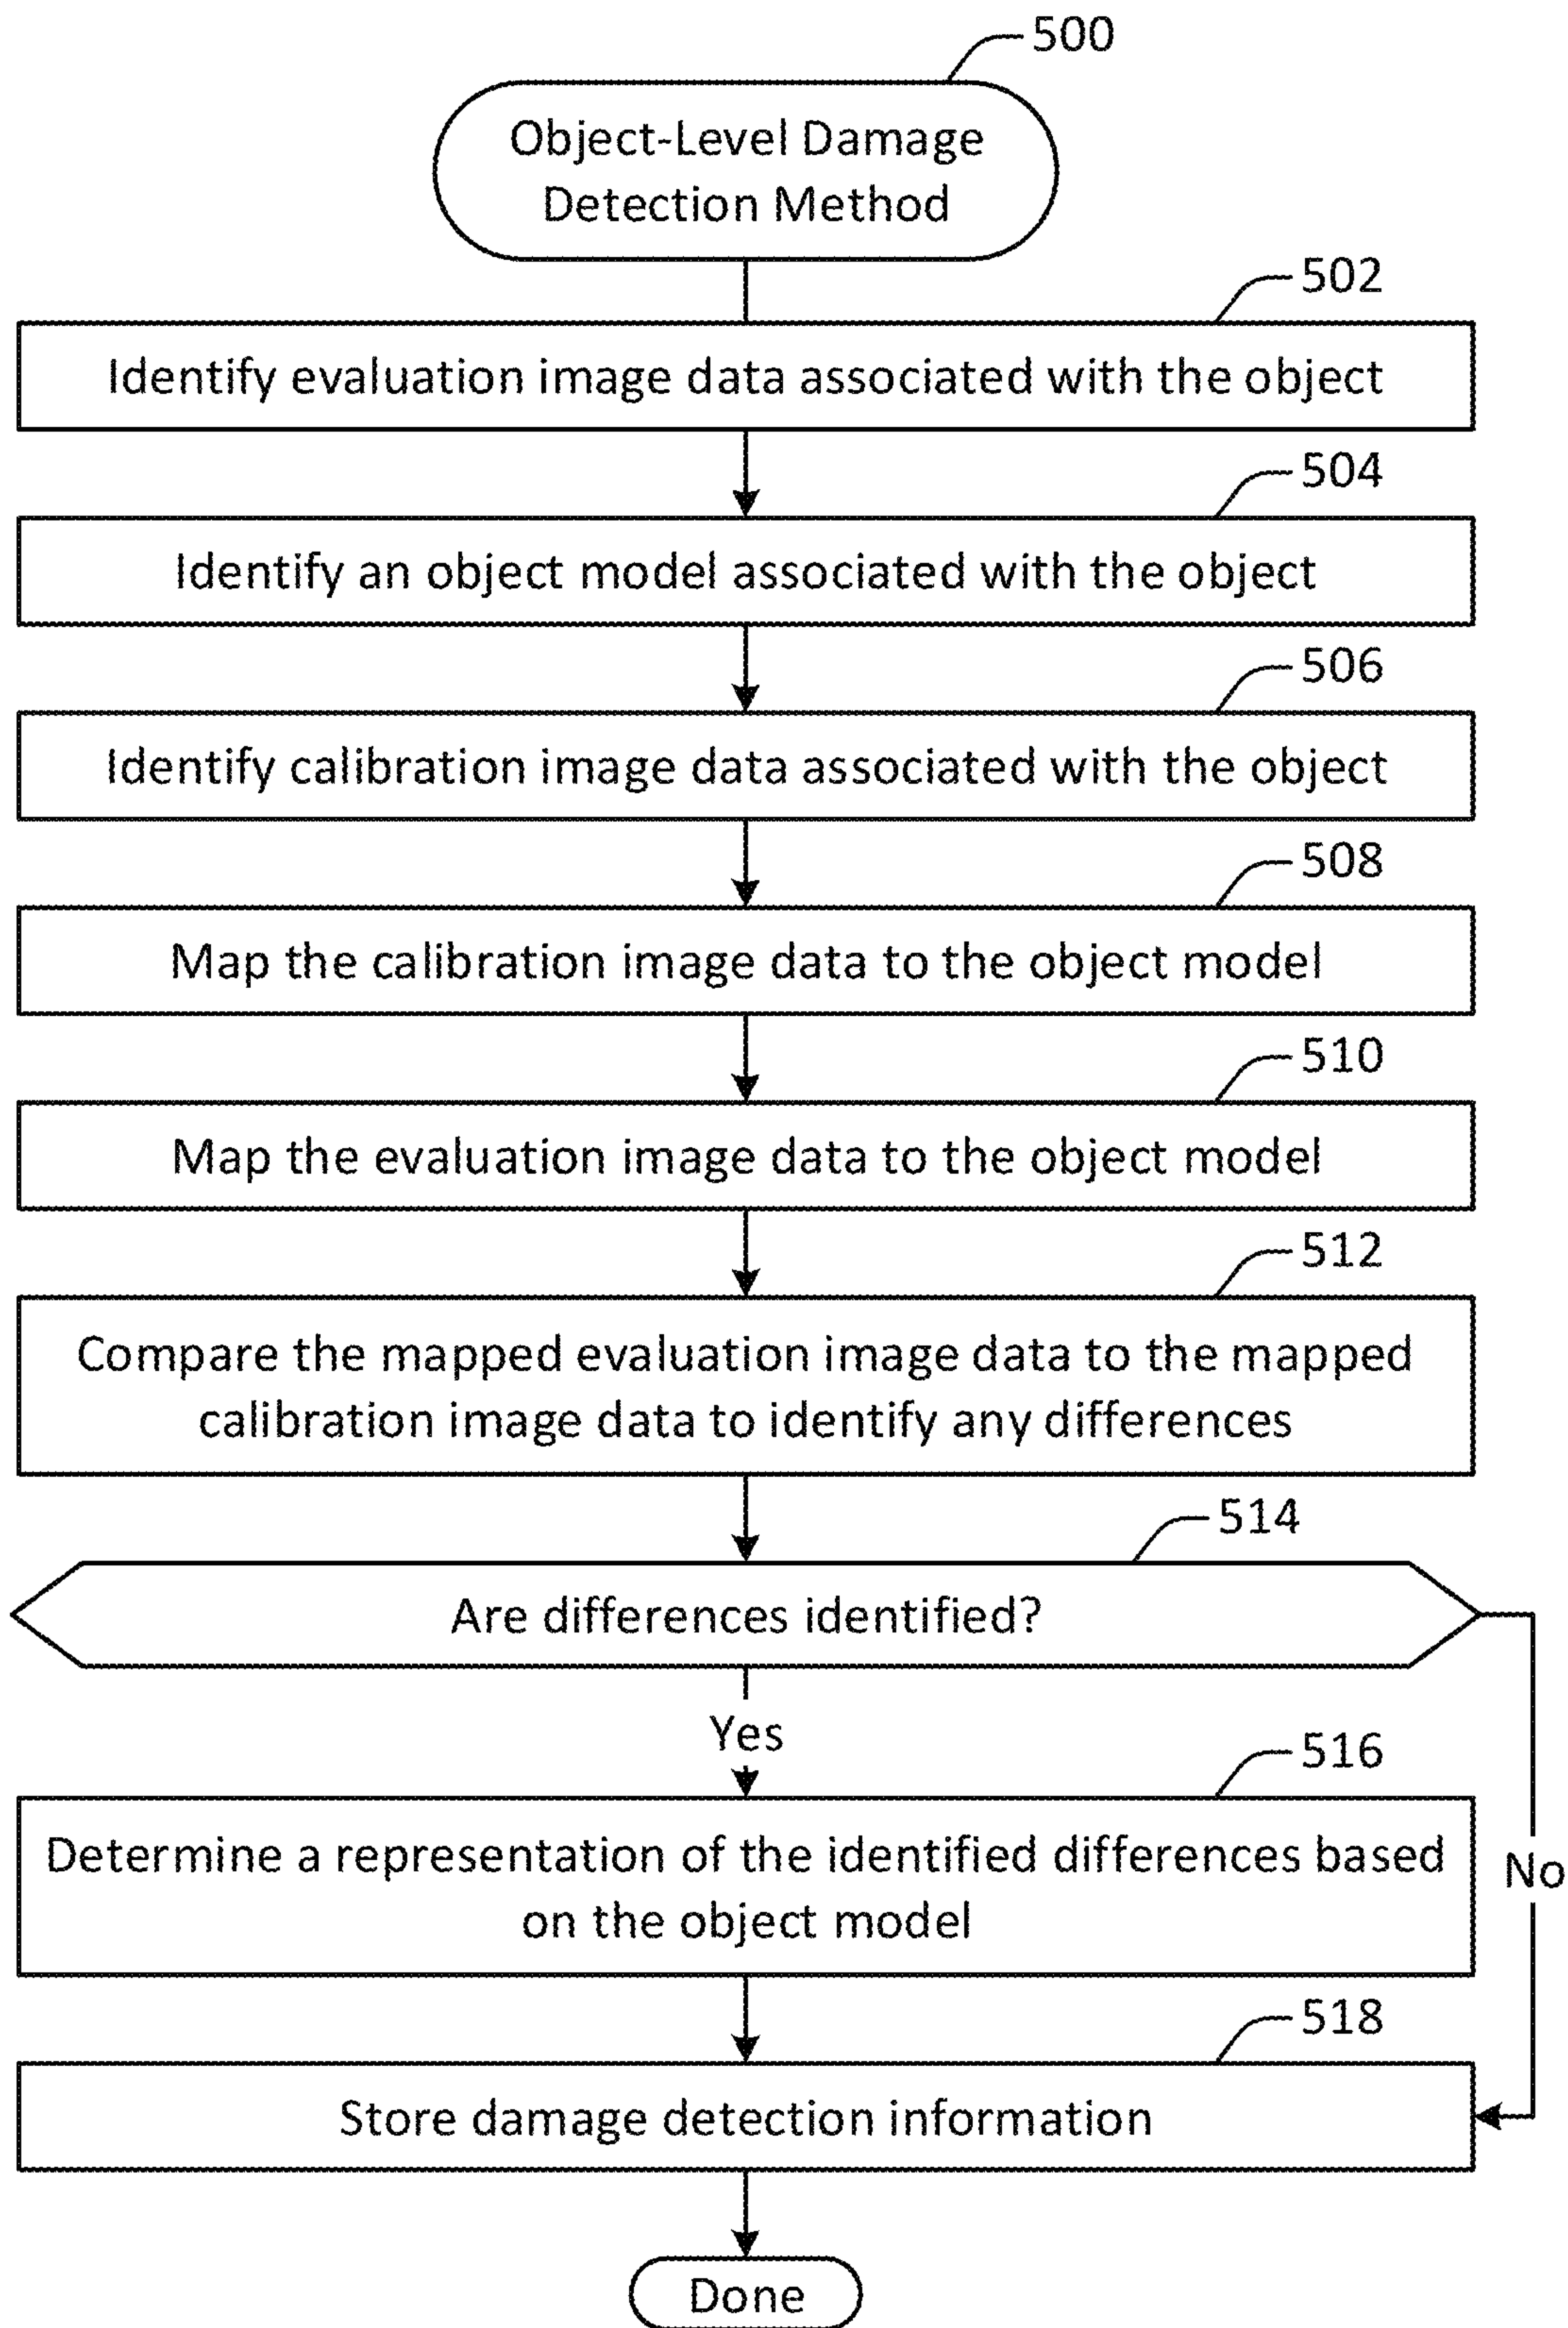 500
Object-Level Damage
Detection Method
502
Identify evaluation image data associated with the object
504
Identify an object model associated with the object
506
Identify calibration image data associated with the object
508
Map the calibration image data to the object model
510
Map the evaluation image data to the object model
512
Compare the mapped evaluation image data to the mapped
calibration image data to identify any differences
514
Are differences identified?
Yes
516
Determine a representation of the identified differences based
on the object model
No
518
Store damage detection information
Done